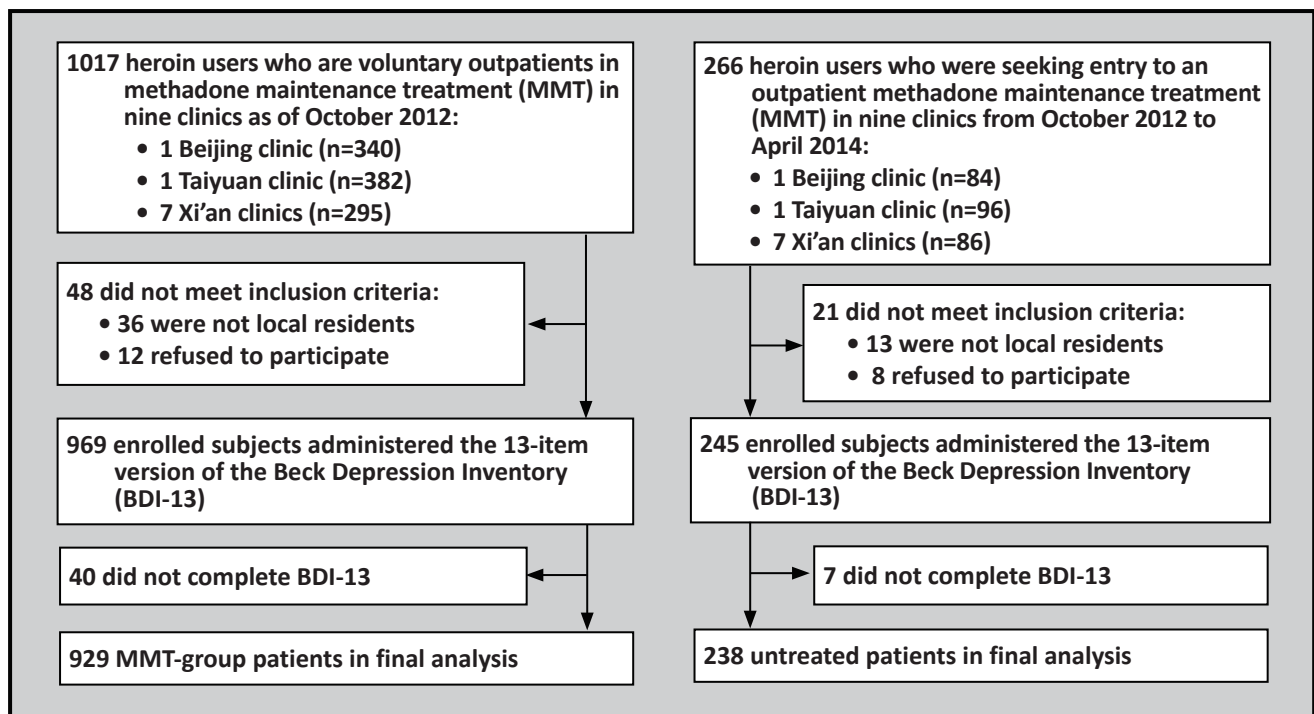 1017 heroin users who are voluntary outpatients in
methadone maintenance treatment (MMT) in
nine clinics as of October 2012:
• 1 Beijing clinic (n=340)
• 1 Taiyuan clinic (n=382)
• 7 Xi’an clinics (n=295)
48 did not meet inclusion criteria:
• 36 were not local residents
• 12 refused to participate
969 enrolled subjects administered the 13-item
version of the Beck Depression Inventory
(BDI-13)
40 did not complete BDI-13
929 MMT-group patients in final analysis
266 heroin users who were seeking entry to an
outpatient methadone maintenance treatment
(MMT) in nine clinics from October 2012 to
April 2014:
• 1 Beijing clinic (n=84)
• 1 Taiyuan clinic (n=96)
• 7 Xi’an clinics (n=86)
21 did not meet inclusion criteria:
• 13 were not local residents
• 8 refused to participate
245 enrolled subjects administered the 13-item
version of the Beck Depression Inventory
(BDI-13)
7 did not complete BDI-13
238 untreated patients in final analysis